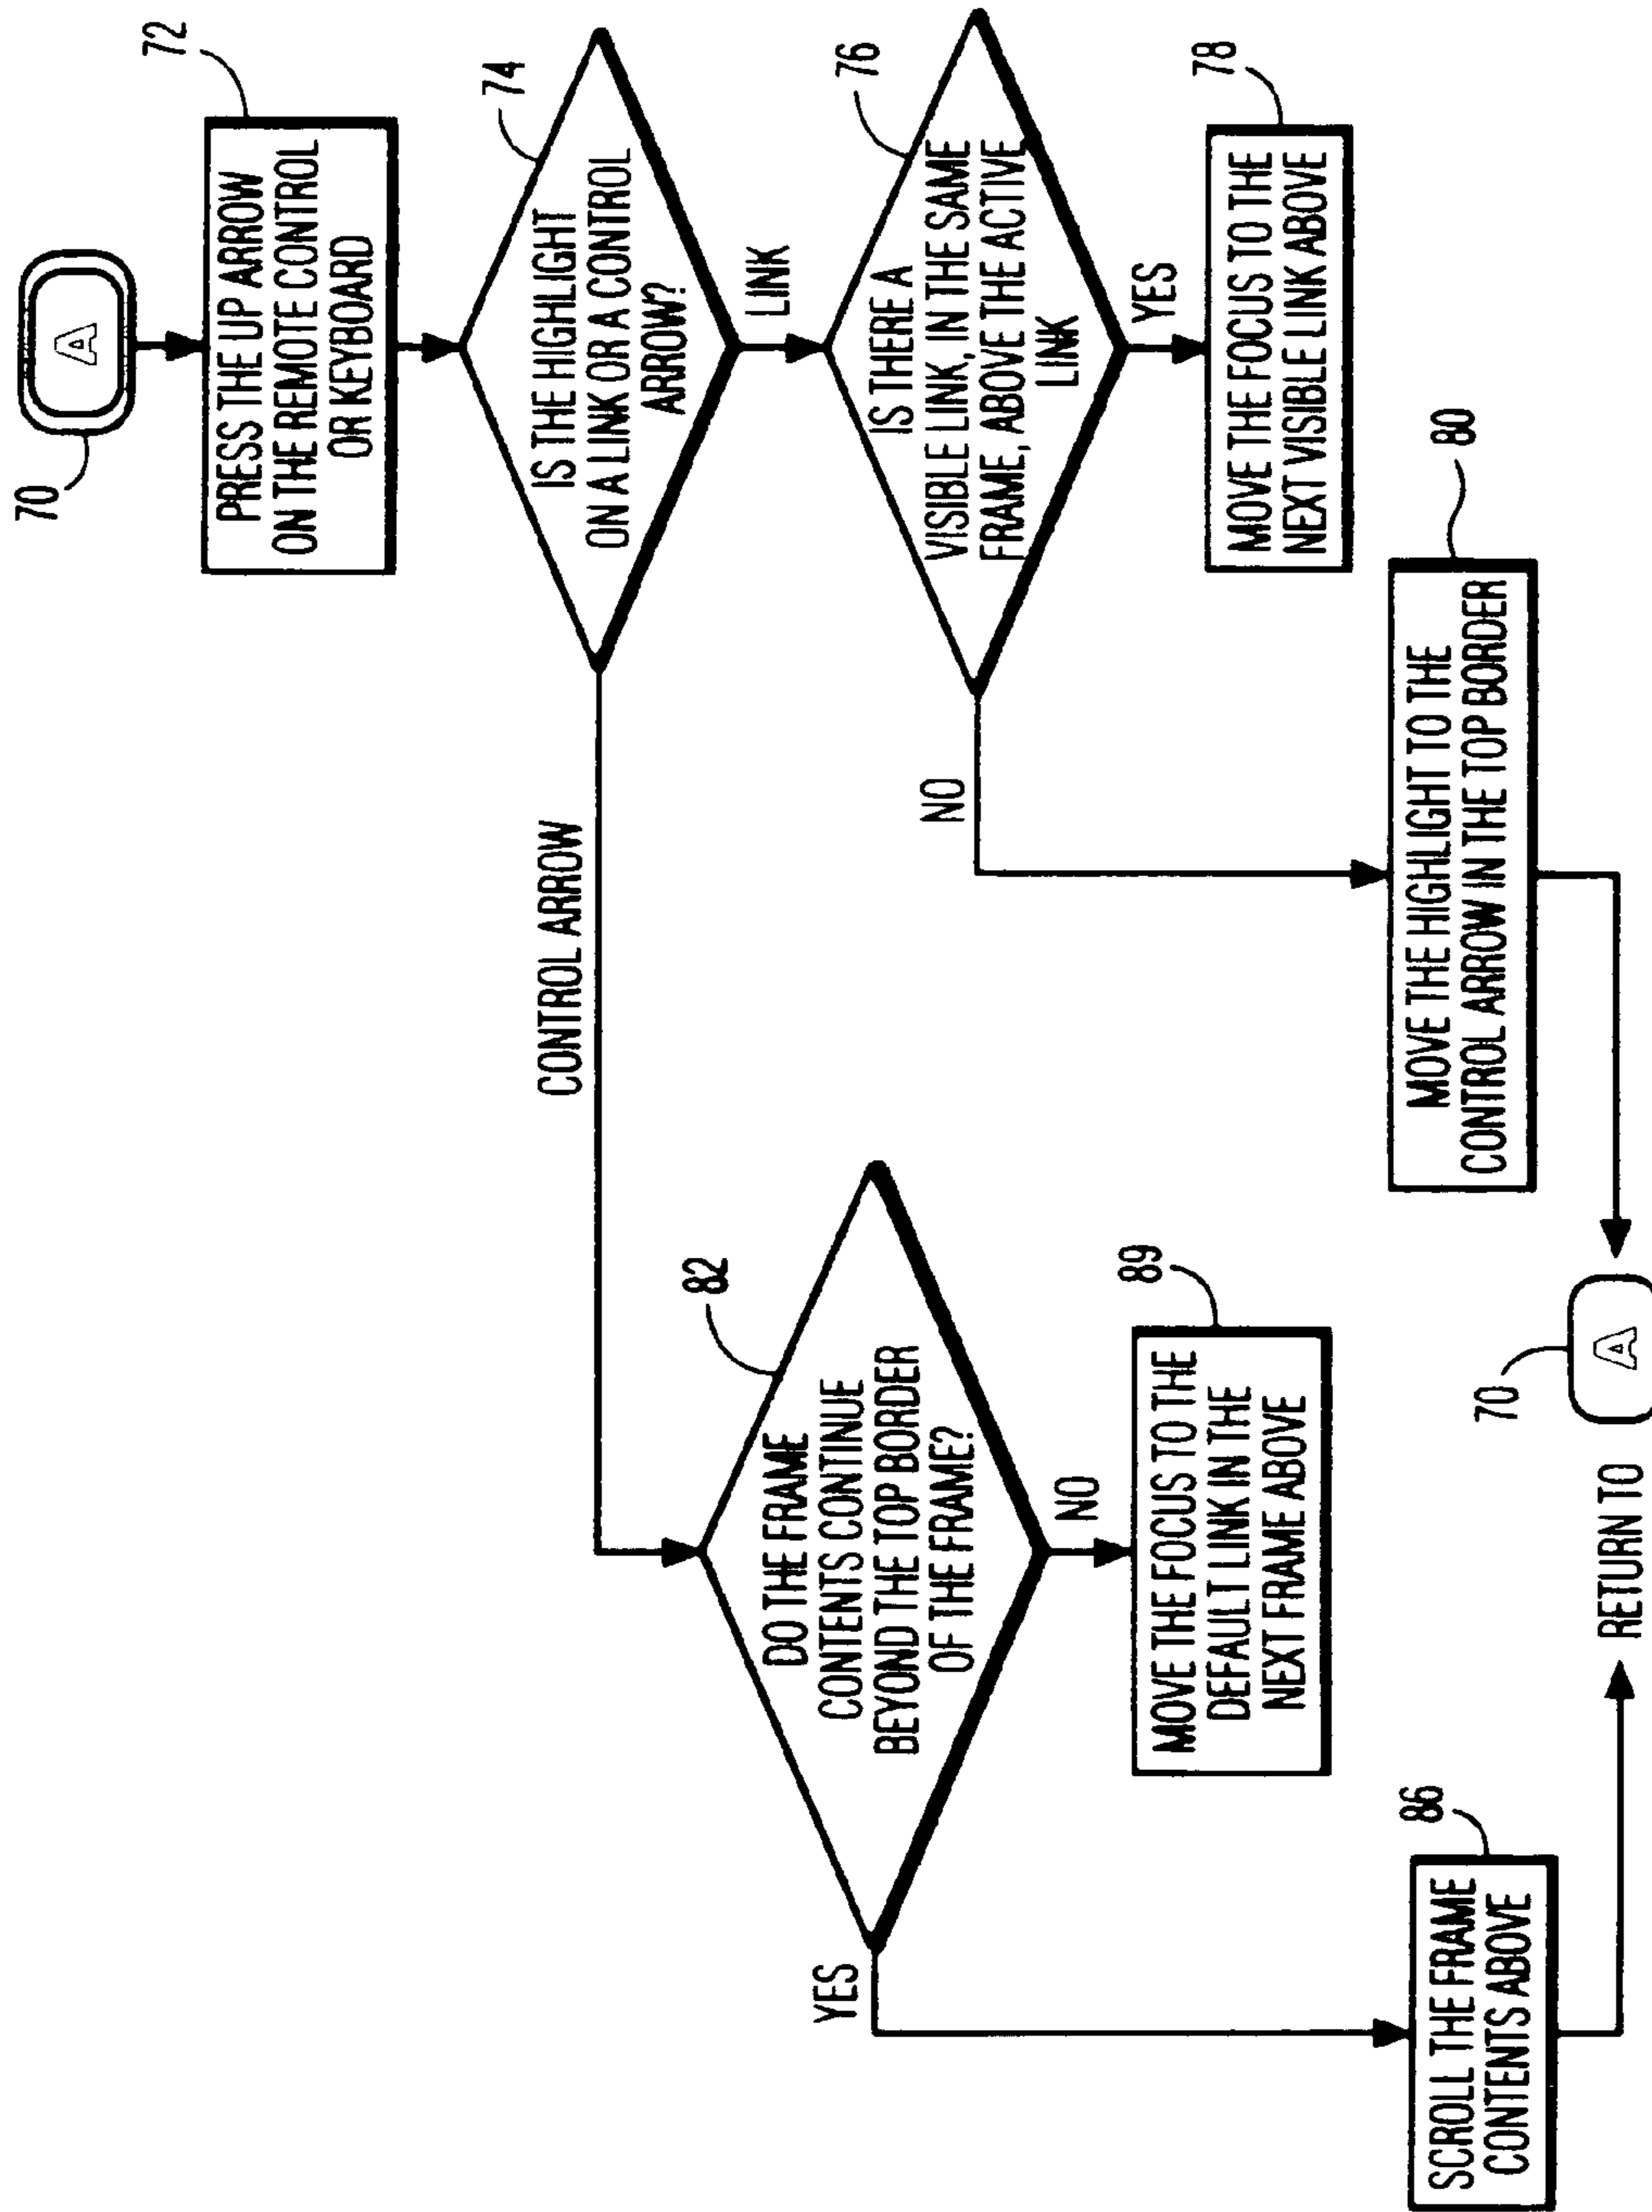 70
A
72
PRESS THE UP ARROW
ON THE REMOTE CONTROL
OR KEYBOARD
74
IS THE HIGHLIGHT
ON A LINK OR A CONTROL
ARROW?
CONTROL ARROW
LINK
76
IS THERE A
VISIBLE LINK, IN THE SAME
FRAME, ABOVE THE ACTIVE
LINK
NO
YES
78
MOVE THE FOCUS TO THE
NEXT VISIBLE LINK ABOVE
80
MOVE THE HIGHLIGHT TO THE
CONTROL ARROW IN THE TOP BORDER
82
DO THE FRAME
CONTENTS CONTINUE
BEYOND THE TOP BORDER
OF THE FRAME?
YES
NO
89
MOVE THE FOCUS TO THE
DEFAULT LINK IN THE
NEXT FRAME ABOVE
86
SCROLL THE FRAME
CONTENTS ABOVE
RETURN TO
70
A